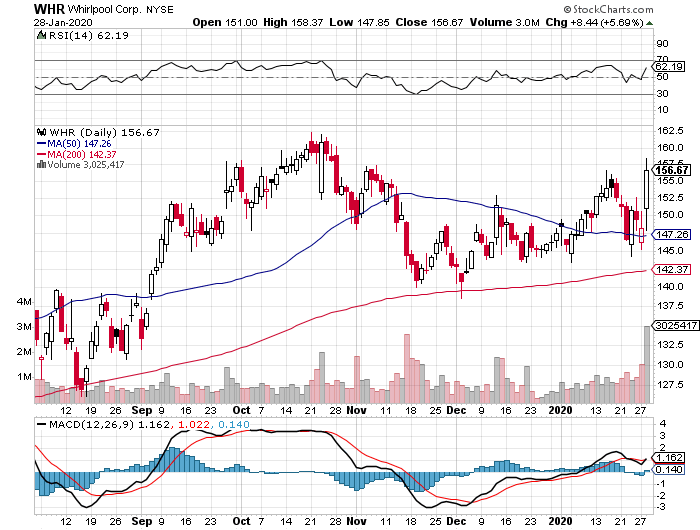 WHR Whirlpool Corp. NYSE © StockCharts.com
28-Jan-2020 Open 151.00 High 158.37 Low 147.85 Close 156.67 Volume 3.0M Chg +8.44 (+5.69%)
RSI(14) 62.19
90
70
62.19
50
30
10
WHR (Daily) 156.67
MA(50) 147.26
MA(200) 142.37
Volume 3,025,417
162.5
160.0
157.5
156.67
155.0
152.5
150.0
147.26
145.0
142.37
140.0
137.5
3025417
132.5
130.0
127.5
4M
3M
2M
1M
12 19 26 Sep 9 16 23 Oct 7 14 21 28 Nov 11 18 25 Dec 9 16 23 2020 13 21 27
MACD(12,26,9) 1.162, 1.022, 0.140
4
3
2
1.162
0.140
-1
-2
-3
12 19 26 Sep 9 16 23 Oct 7 14 21 28 Nov 11 18 25 Dec 9 16 23 2020 13 21 27